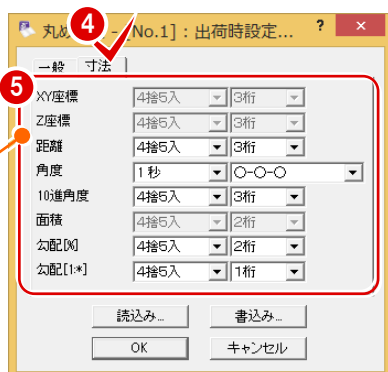 丸め - [No.1] : 出荷時設定... ? ×
4
一般 寸法
5
XY座標 4捨5入 3桁
Z座標 4捨5入 3桁
距離 4捨5入 3桁
角度 1 秒 ○-○-○
10進角度 4捨5入 3桁
面積 4捨5入 2桁
勾配[%] 4捨5入 2桁
勾配[1:*] 4捨5入 1桁
読込み... 書込み...
OK キャンセル